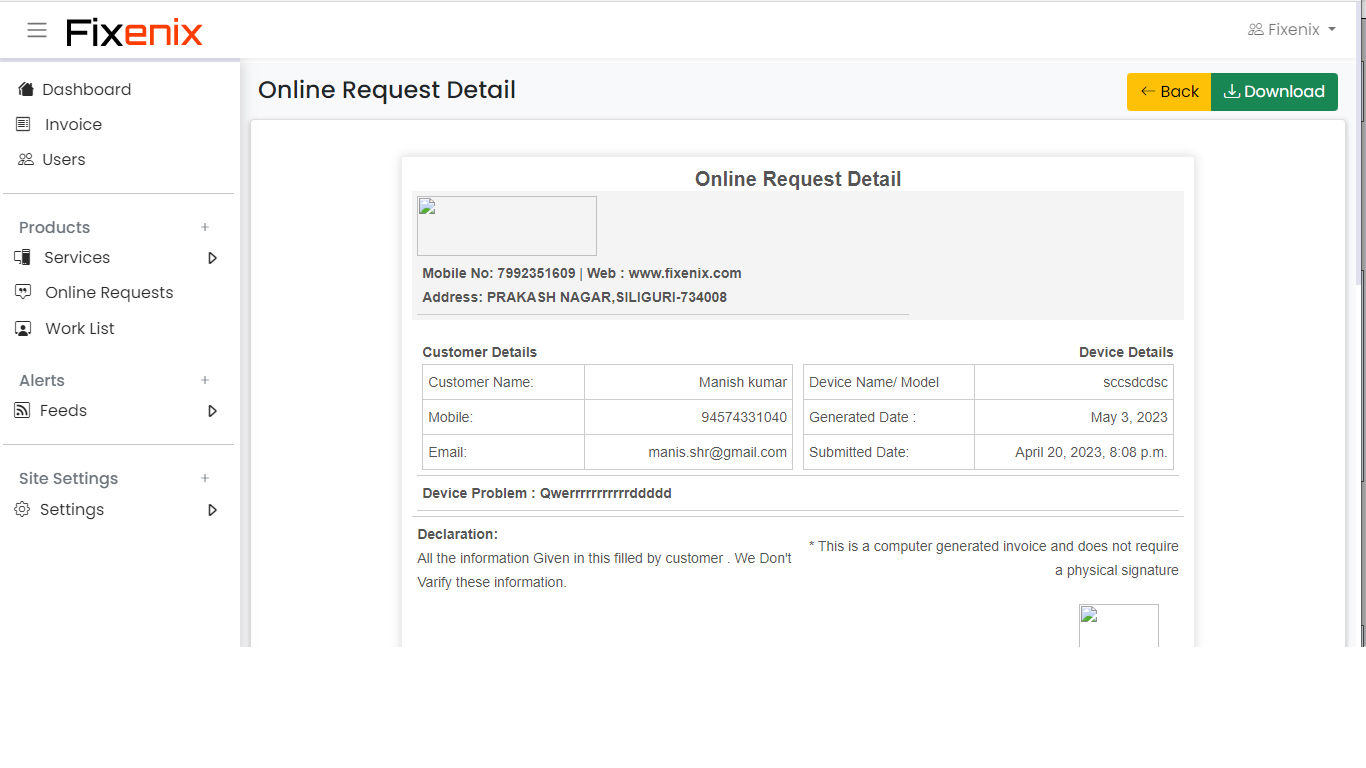 Fixenix
Fixenix
Dashboard
Invoice
Users
Products +
Services
Online Requests
Work List
Alerts +
Feeds
Site Settings +
Settings
Online Request Detail
Back
Download
Online Request Detail
Mobile No: 7992351609 | Web : www.fixenix.com
Address: PRAKASH NAGAR,SILIGURI-734008
Customer Details
Customer Name: Manish kumar
Mobile: 94574331040
Email: manis.shr@gmail.com
Device Details
Device Name/ Model sccsdcdsc
Generated Date : May 3, 2023
Submitted Date: April 20, 2023, 8:08 p.m.
Device Problem : Qwerrrrrrrrrrddddd
Declaration:
All the information Given in this filled by customer . We Don't
Varify these information.
* This is a computer generated invoice and does not require
a physical signature